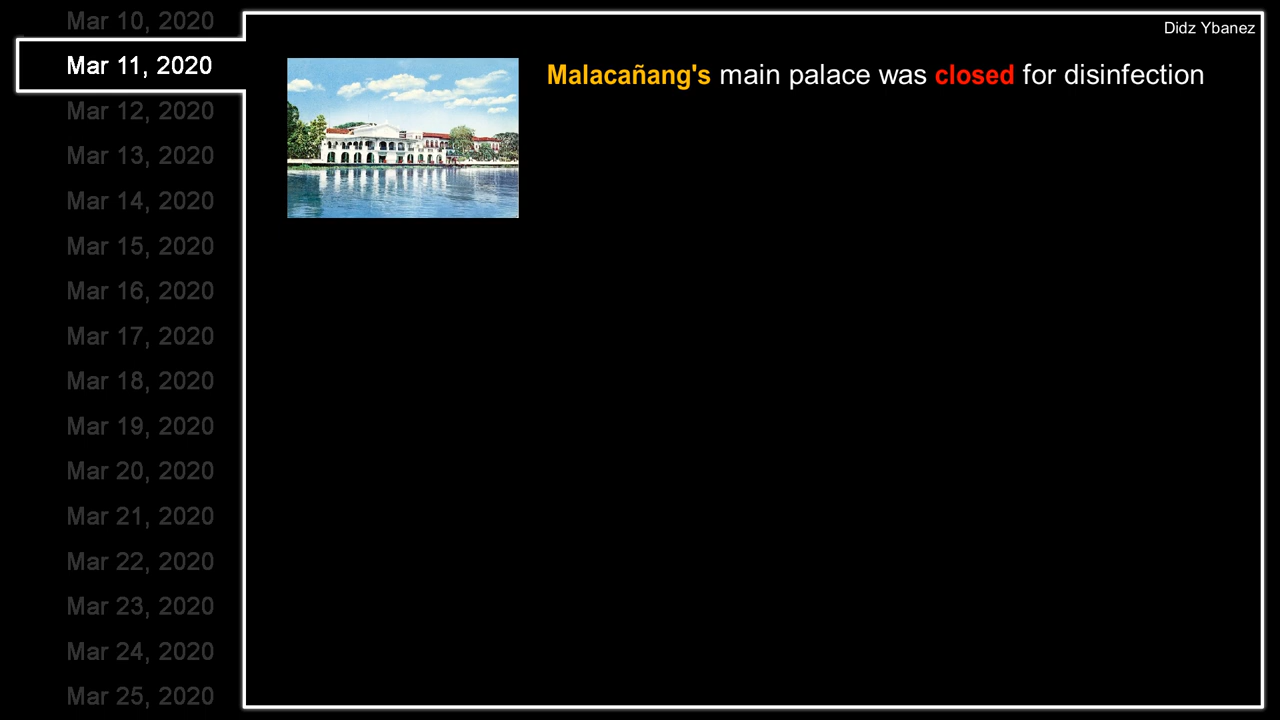 Mar 10, 2020
Mar 11, 2020
Mar 12, 2020
Mar 13, 2020
Mar 14, 2020
Mar 15, 2020
Mar 16, 2020
Mar 17, 2020
Mar 18, 2020
Mar 19, 2020
Mar 20, 2020
Mar 21, 2020
Mar 22, 2020
Mar 23, 2020
Mar 24, 2020
Mar 25, 2020
Didz Ybanez
Malacañang's main palace was closed for disinfection